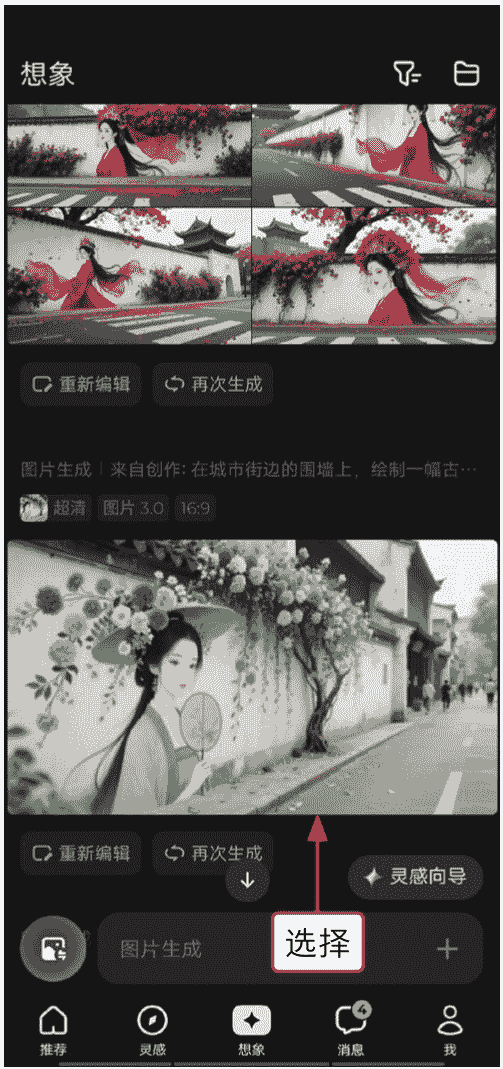 想象
重新编辑
再次生成
图片生成 | 来自创作: 在城市街边的围墙上，绘制一幅古…
超清
图片 3.0
16:9
重新编辑
再次生成
灵感向导
图片生成
选择
4
推荐
灵感
想象
消息
我